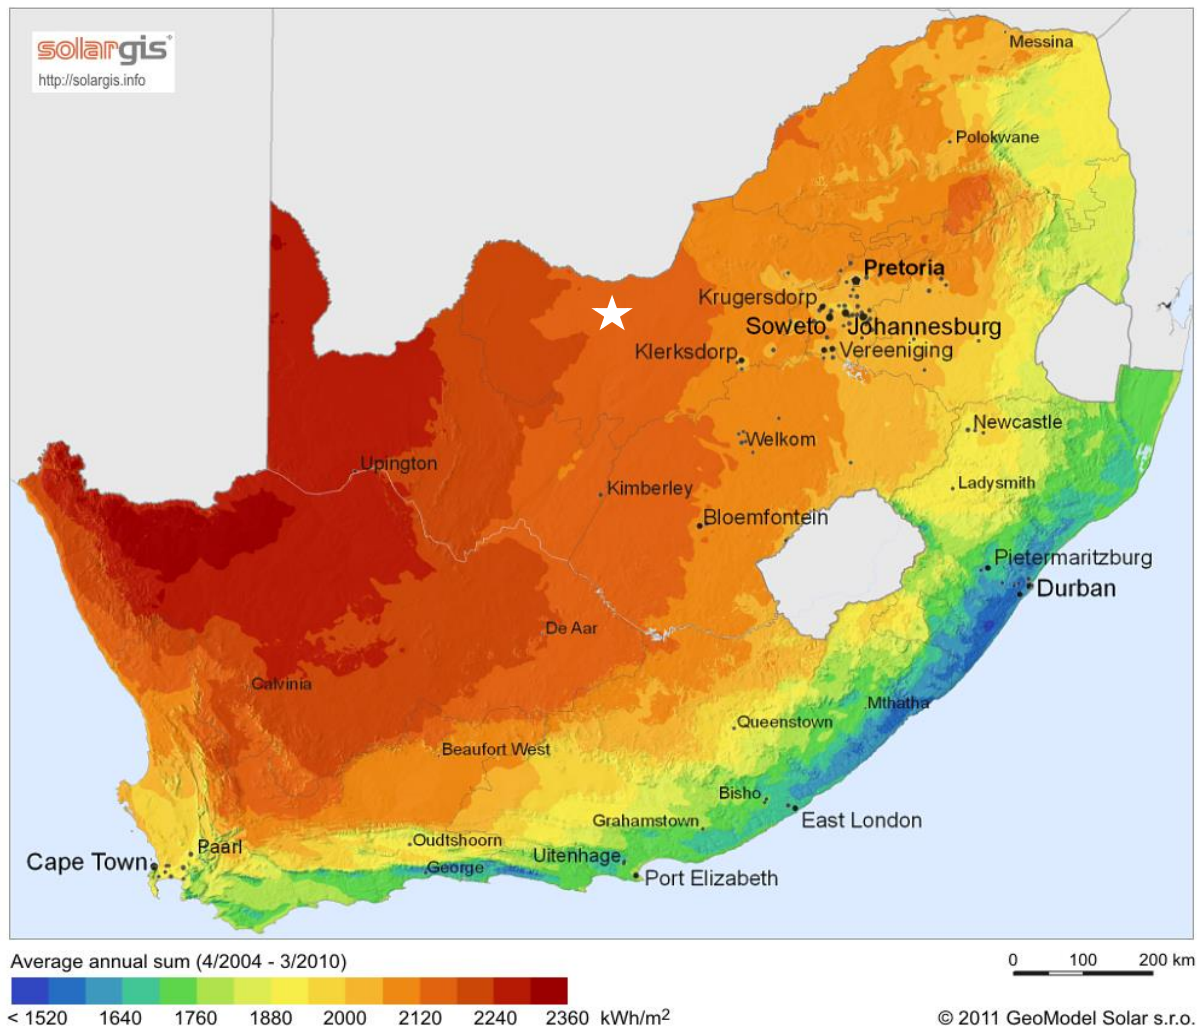 solargis
http://solargis.info
Messina
Polokwane
Pretoria
Krugersdorp
Soweto Johannesburg
Klerksdorp Vereeniging
Newcastle
Welkom
Upington
Ladysmith
Kimberley
Bloemfontein
Pietermaritzburg
Durban
De Aar
Calvinia
Mthatha
Queenstown
Beaufort West
Bisho
Grahamstown East London
Oudtshoorn
Paarl
Cape Town
Uitenhage
George
Port Elizabeth
Average annual sum (4/2004 - 3/2010)
0 100 200 km
< 1520 1640 1760 1880 2000 2120 2240 2360 kWh/m2
© 2011 GeoModel Solar s.r.o.